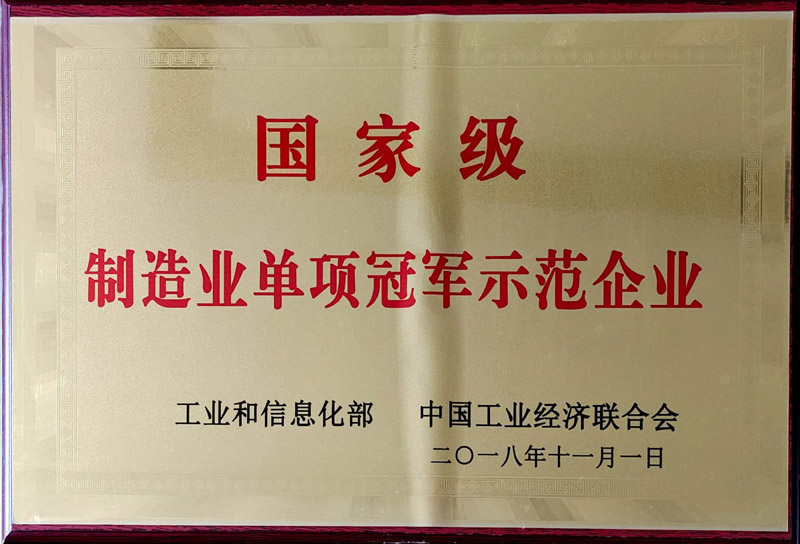 国家级
制造业单项冠军示范企业
工业和信息化部 中国工业经济联合会
二〇一八年十一月一日